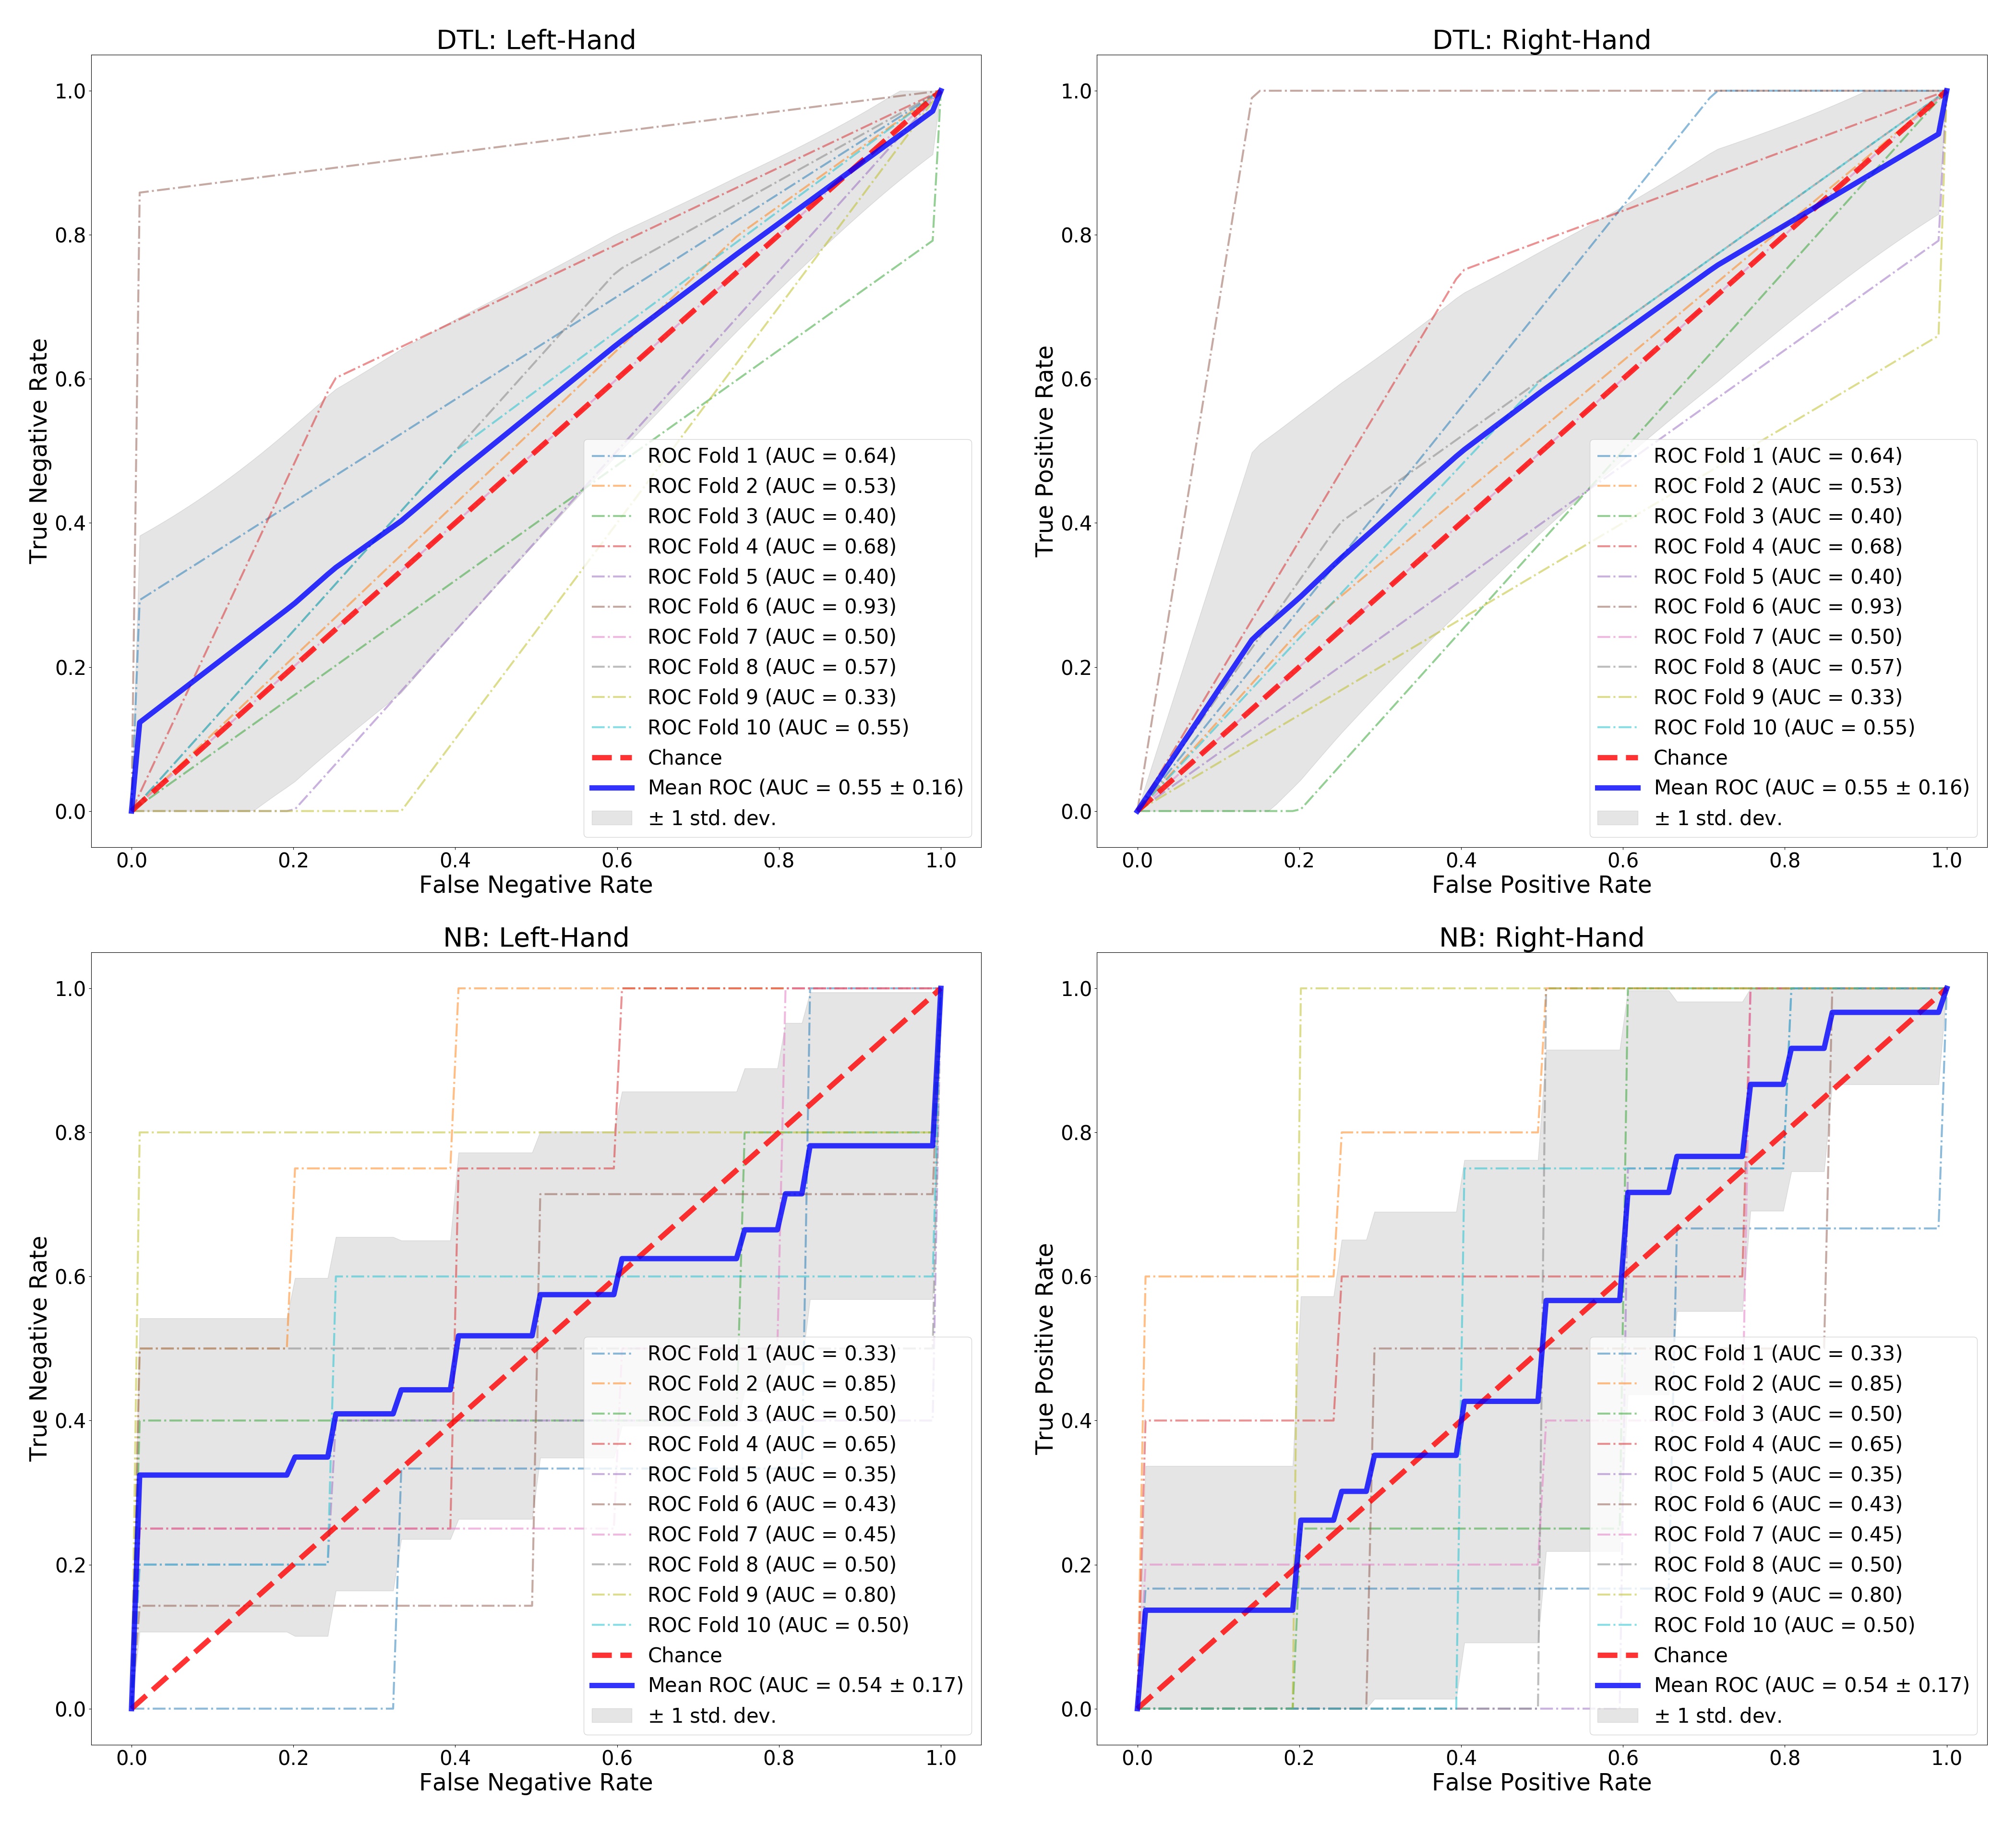 DTL: Left-Hand
True Negative Rate
1.0
0.8
0.6
0.4
0.2
0.0
ROC Fold 1 (AUC = 0.64)
ROC Fold 2 (AUC = 0.53)
ROC Fold 3 (AUC = 0.40)
ROC Fold 4 (AUC = 0.68)
ROC Fold 5 (AUC = 0.40)
ROC Fold 6 (AUC = 0.93)
ROC Fold 7 (AUC = 0.50)
ROC Fold 8 (AUC = 0.57)
ROC Fold 9 (AUC = 0.33)
ROC Fold 10 (AUC = 0.55)
Chance
Mean ROC (AUC = 0.55 ± 0.16)
± 1 std. dev.
0.0 0.2 0.4 0.6 0.8 1.0
False Negative Rate
DTL: Right-Hand
True Positive Rate
1.0
0.8
0.6
0.4
0.2
0.0
ROC Fold 1 (AUC = 0.64)
ROC Fold 2 (AUC = 0.53)
ROC Fold 3 (AUC = 0.40)
ROC Fold 4 (AUC = 0.68)
ROC Fold 5 (AUC = 0.40)
ROC Fold 6 (AUC = 0.93)
ROC Fold 7 (AUC = 0.50)
ROC Fold 8 (AUC = 0.57)
ROC Fold 9 (AUC = 0.33)
ROC Fold 10 (AUC = 0.55)
Chance
Mean ROC (AUC = 0.55 ± 0.16)
± 1 std. dev.
0.0 0.2 0.4 0.6 0.8 1.0
False Positive Rate
NB: Left-Hand
True Negative Rate
1.0
0.8
0.6
0.4
0.2
0.0
ROC Fold 1 (AUC = 0.33)
ROC Fold 2 (AUC = 0.85)
ROC Fold 3 (AUC = 0.50)
ROC Fold 4 (AUC = 0.65)
ROC Fold 5 (AUC = 0.35)
ROC Fold 6 (AUC = 0.43)
ROC Fold 7 (AUC = 0.45)
ROC Fold 8 (AUC = 0.50)
ROC Fold 9 (AUC = 0.80)
ROC Fold 10 (AUC = 0.50)
Chance
Mean ROC (AUC = 0.54 ± 0.17)
± 1 std. dev.
0.0 0.2 0.4 0.6 0.8 1.0
False Negative Rate
NB: Right-Hand
True Positive Rate
1.0
0.8
0.6
0.4
0.2
0.0
ROC Fold 1 (AUC = 0.33)
ROC Fold 2 (AUC = 0.85)
ROC Fold 3 (AUC = 0.50)
ROC Fold 4 (AUC = 0.65)
ROC Fold 5 (AUC = 0.35)
ROC Fold 6 (AUC = 0.43)
ROC Fold 7 (AUC = 0.45)
ROC Fold 8 (AUC = 0.50)
ROC Fold 9 (AUC = 0.80)
ROC Fold 10 (AUC = 0.50)
Chance
Mean ROC (AUC = 0.54 ± 0.17)
± 1 std. dev.
0.0 0.2 0.4 0.6 0.8 1.0
False Positive Rate